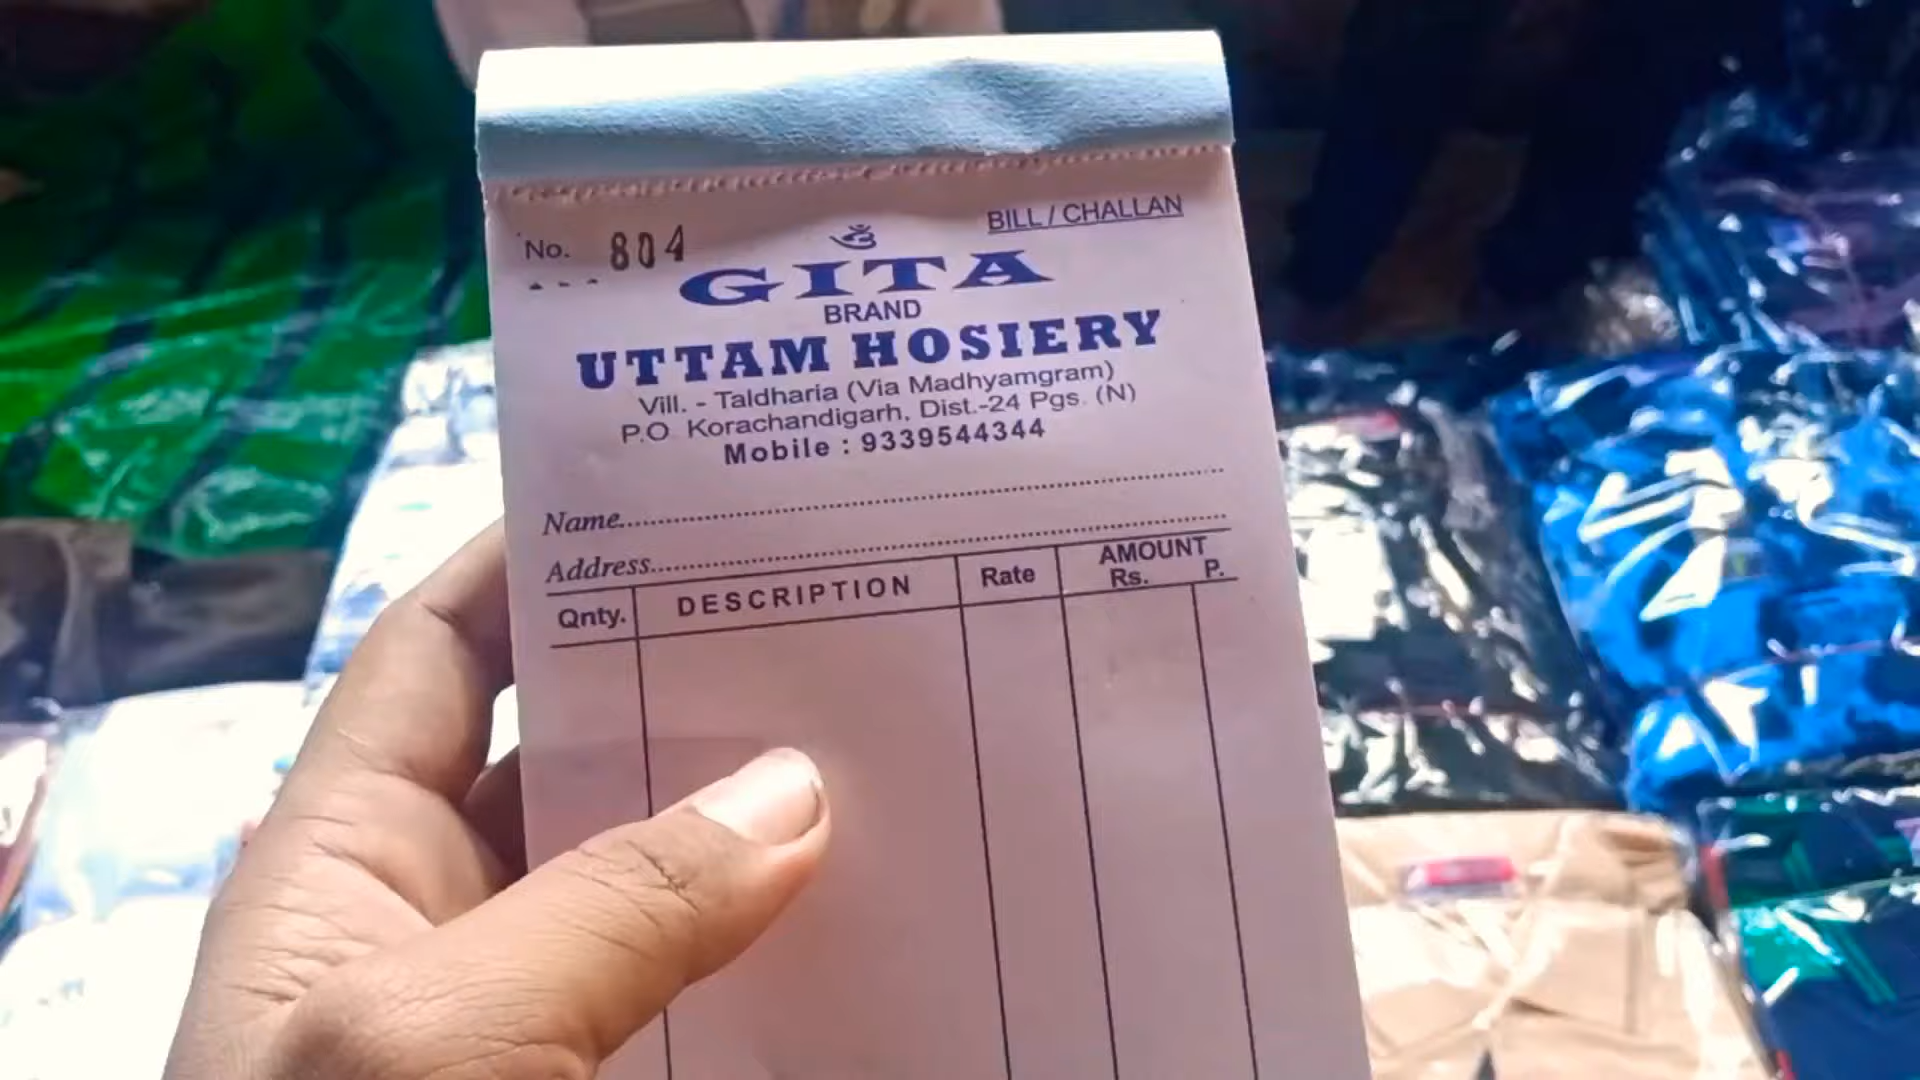 No. 804
BILL / CHALLAN
ॐ
GITA
BRAND
UTTAM HOSIERY
Vill. - Taldharia (Via Madhyamgram)
P.O. Korachandigarh, Dist.-24 Pgs. (N)
Mobile : 9339544344
Name
Address
Qnty. DESCRIPTION Rate AMOUNT
Rs. P.